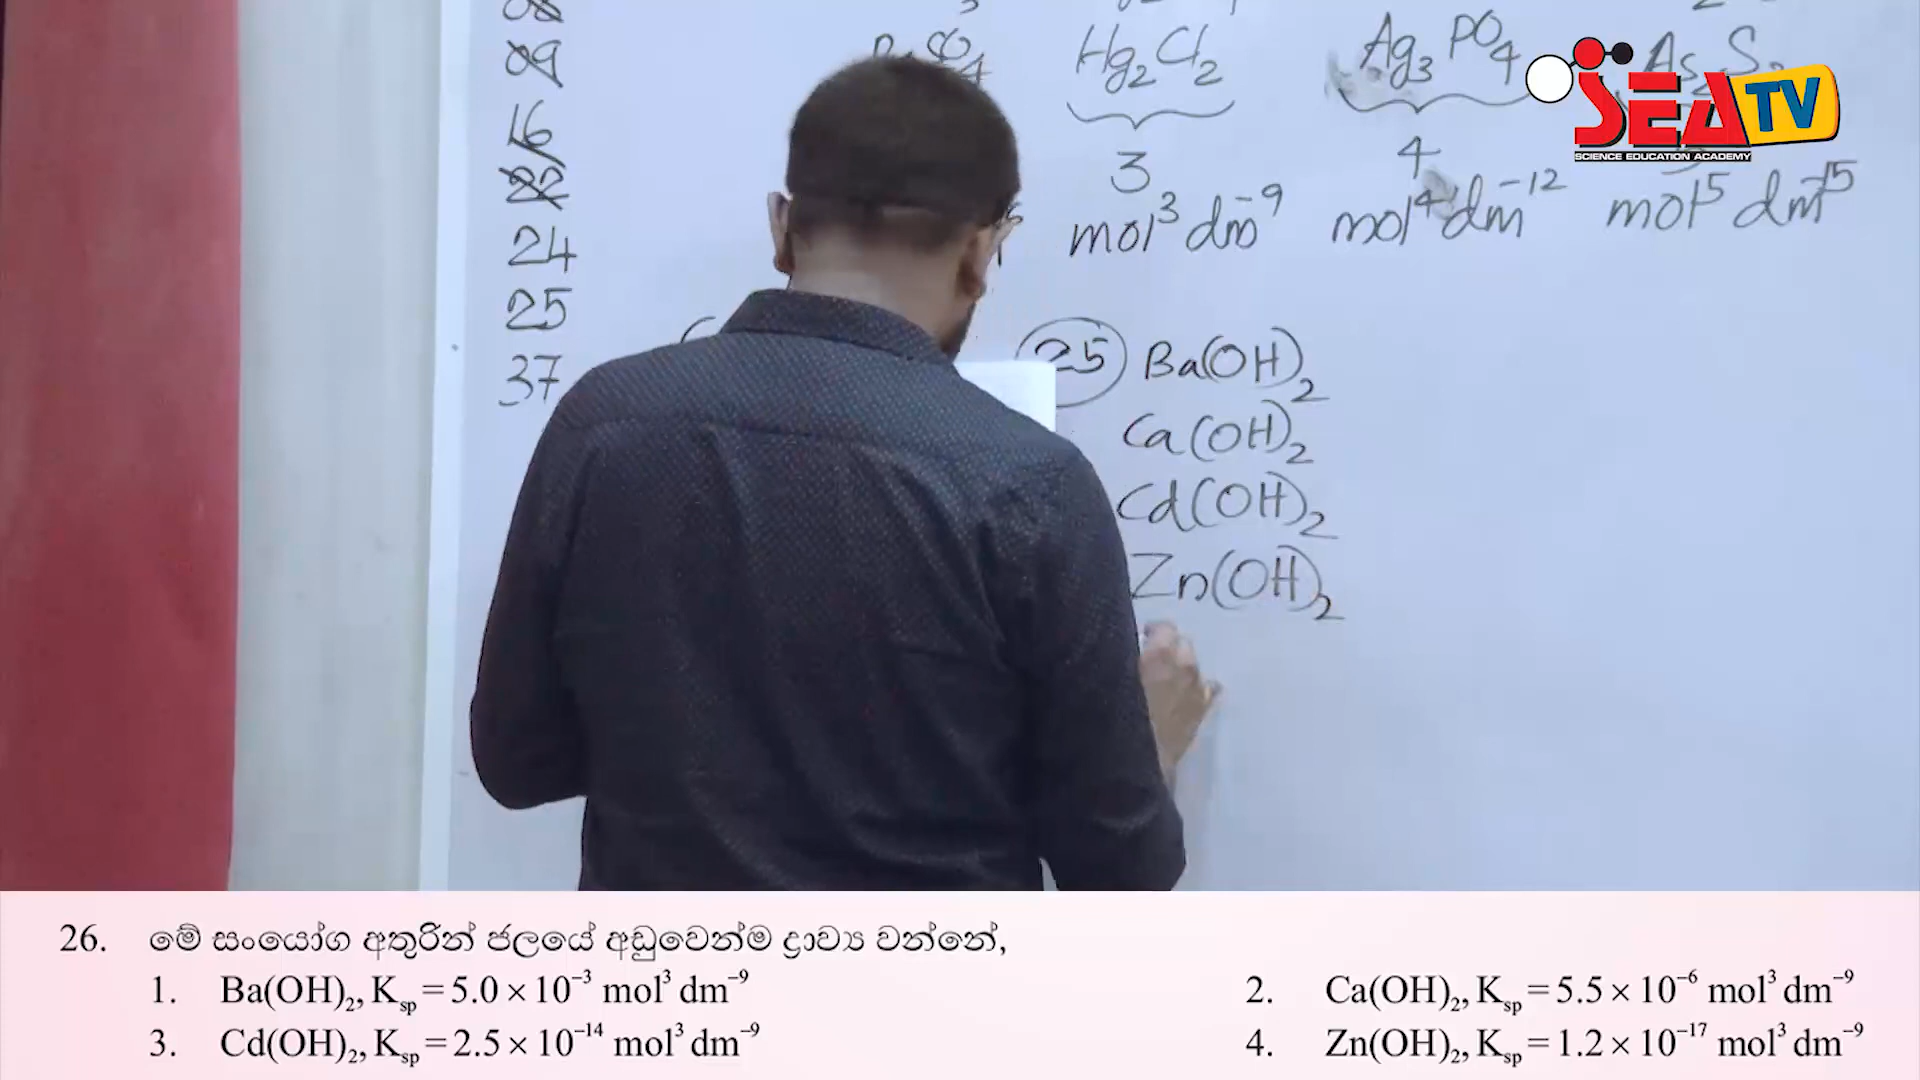 08
09
16
22
24
25
37
Hg₂Cl₂
3
mol³ dm⁻⁹
Ag₃PO₄
4
mol⁴ dm⁻¹²
mol⁵ dm⁻¹⁵
SEA TV
SCIENCE EDUCATION ACADEMY
25 Ba(OH)₂
Ca(OH)₂
Cd(OH)₂
Zn(OH)₂
26. මේ සංයෝග අතුරින් ජලයේ අඩුවෙන්ම ද්‍රාව්‍ය වන්නේ,
1. Ba(OH)₂, Kₛₚ = 5.0 × 10⁻³ mol³ dm⁻⁹
2. Ca(OH)₂, Kₛₚ = 5.5 × 10⁻⁶ mol³ dm⁻⁹
3. Cd(OH)₂, Kₛₚ = 2.5 × 10⁻¹⁴ mol³ dm⁻⁹
4. Zn(OH)₂, Kₛₚ = 1.2 × 10⁻¹⁷ mol³ dm⁻⁹